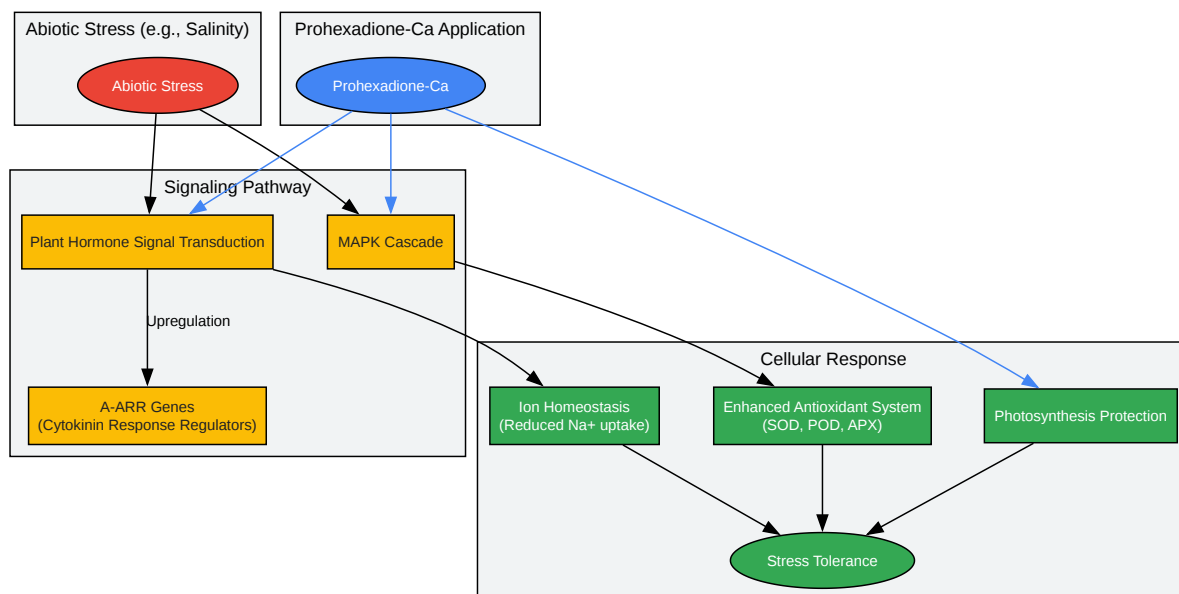 Abiotic Stress (e.g., Salinity)
Prohexadione-Ca Application
Abiotic Stress
Prohexadione-Ca
Signaling Pathway
Plant Hormone Signal Transduction
MAPK Cascade
Upregulation
Cellular Response
A-ARR Genes
(Cytokinin Response Regulators)
Ion Homeostasis
(Reduced Na+ uptake)
Enhanced Antioxidant System
(SOD, POD, APX)
Photosynthesis Protection
Stress Tolerance